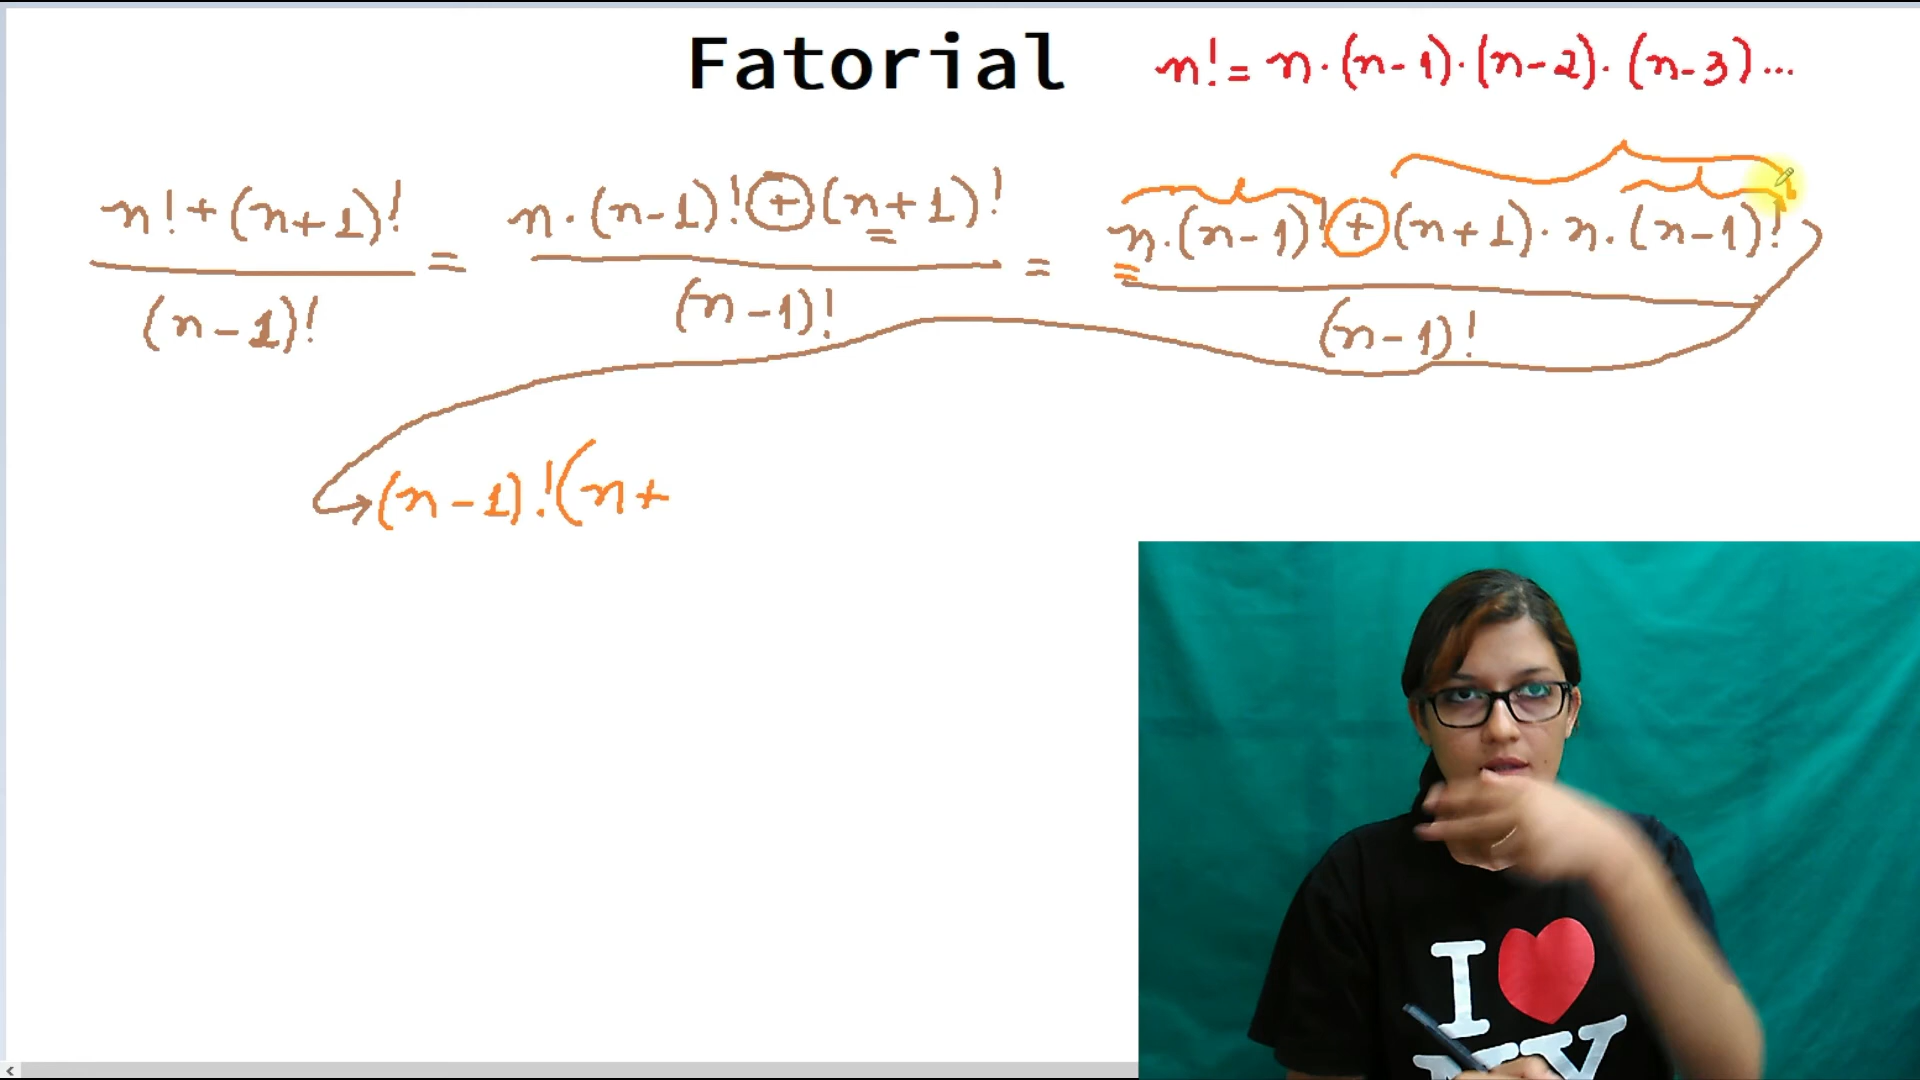 Fatorial
n! = n · (n-1) · (n-2) · (n-3) ...
n! + (n+1)! / (n-1)! = n · (n-1)! + (n+1)! / (n-1)! = n · (n-1)! + (n+1) · n · (n-1)! / (n-1)!
(n-1)! (n+
I ❤
NY